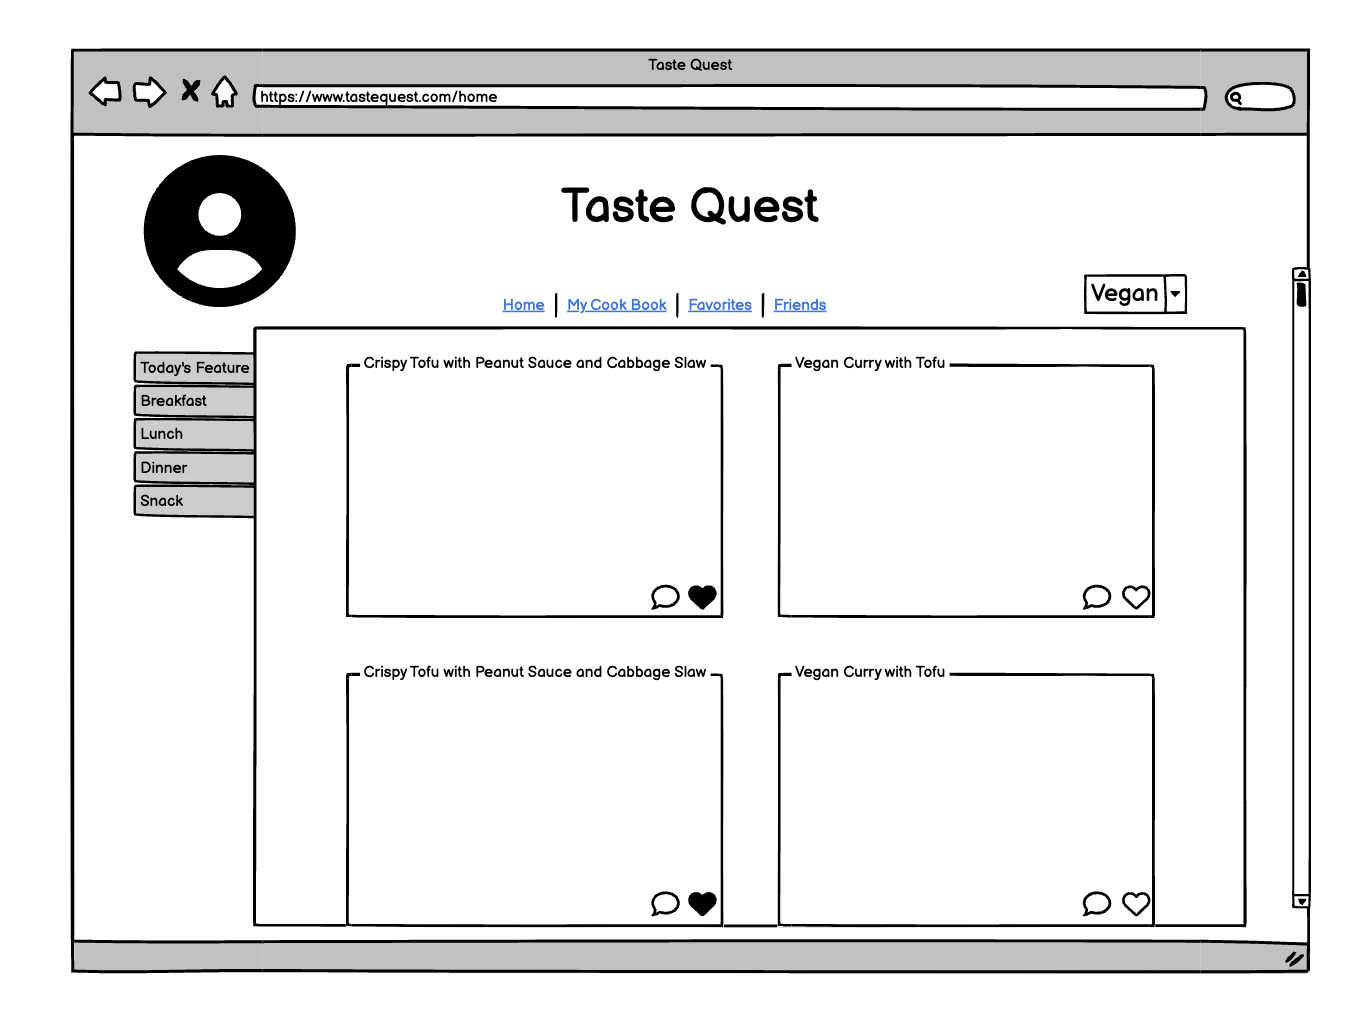 Taste Quest
https://www.tastequest.com/home
Taste Quest
Vegan
Home My Cook Book Favorites Friends
Today's Feature
Breakfast
Lunch
Dinner
Snack
Crispy Tofu with Peanut Sauce and Cabbage Slaw
Vegan Curry with Tofu
Crispy Tofu with Peanut Sauce and Cabbage Slaw
Vegan Curry with Tofu